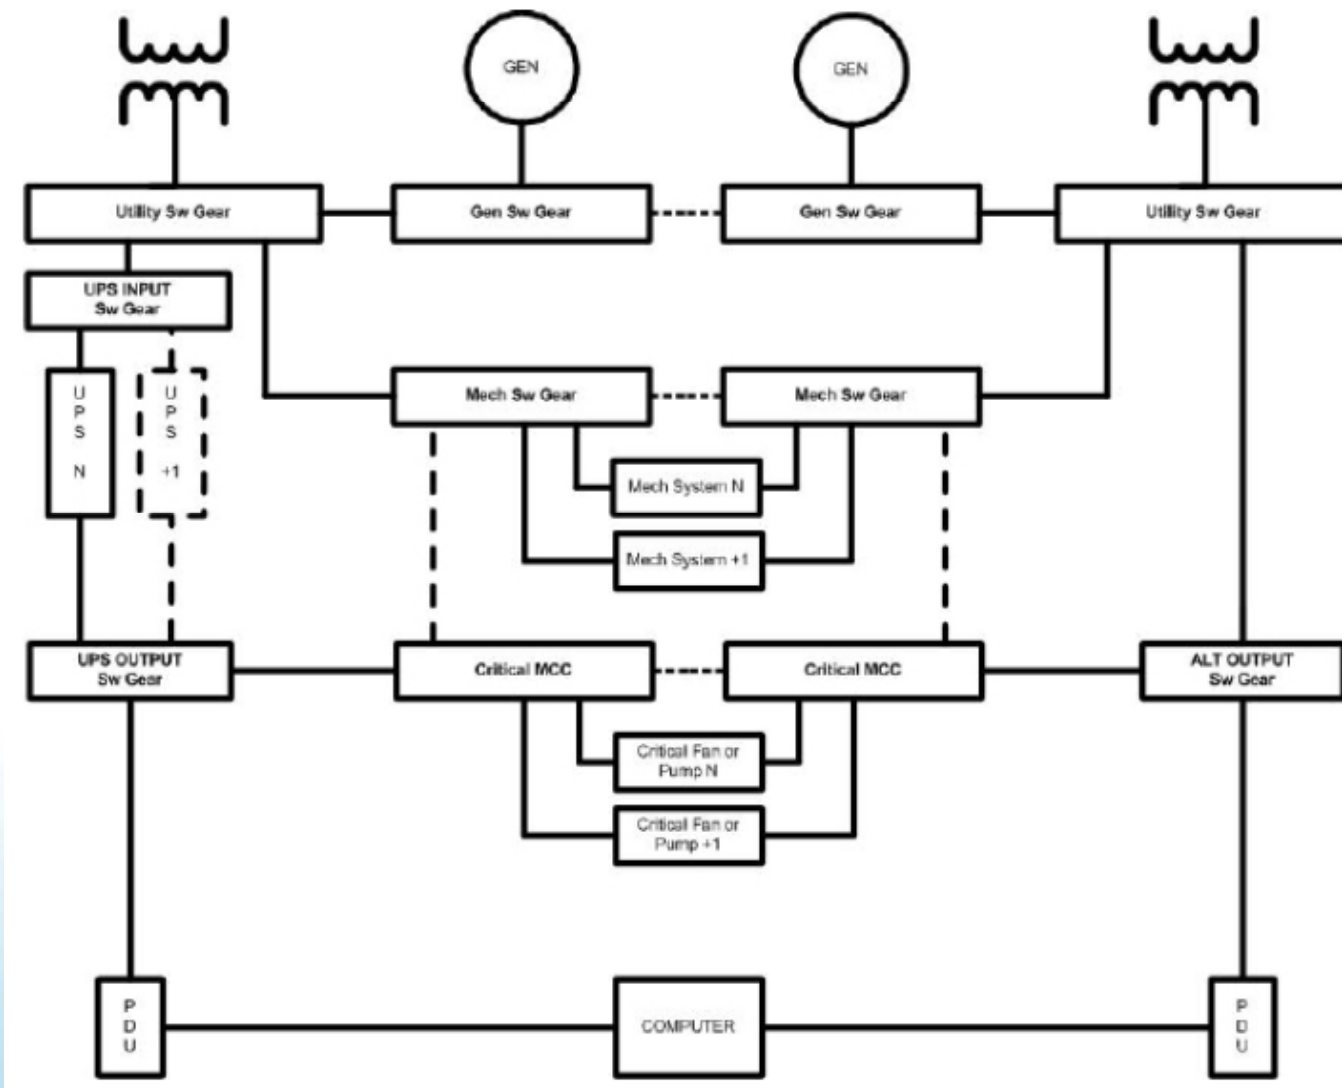 GEN
GEN
Utility Sw Gear
Gen Sw Gear
Gen Sw Gear
Utility Sw Gear
UPS INPUT
Sw Gear
U
P
S
N
U
P
S
+1
Mech Sw Gear
Mech Sw Gear
Mech System N
Mech System +1
UPS OUTPUT
Sw Gear
Critical MCC
Critical MCC
ALT OUTPUT
Sw Gear
Critical Fan or
Pump N
Critical Fan or
Pump +1
P
D
U
COMPUTER
P
D
U